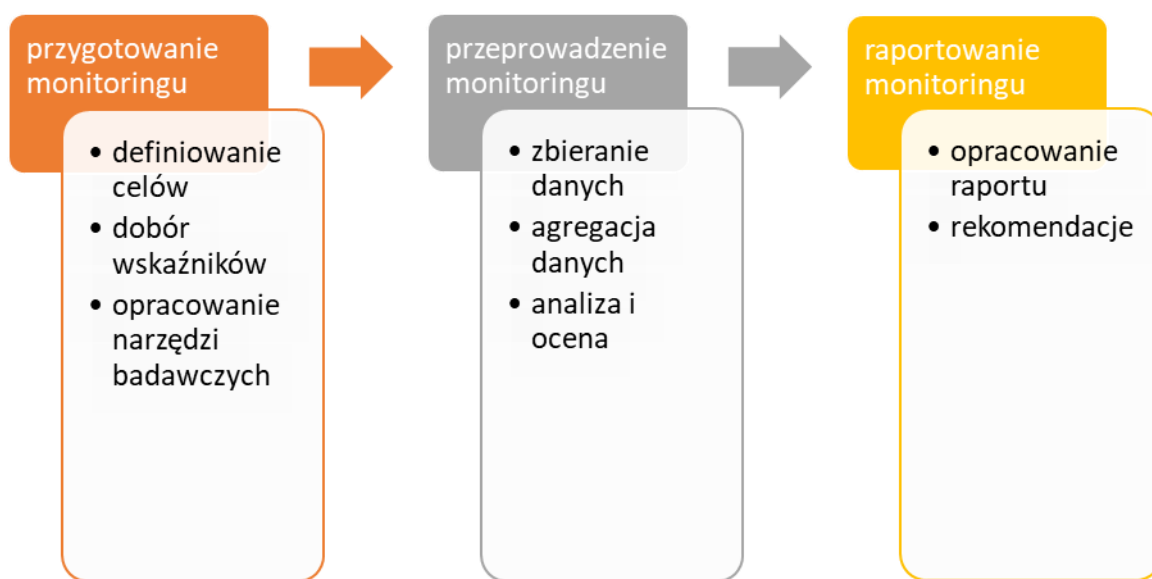 przygotowanie
monitoringu
• definiowanie
celów
• dobór
wskaźników
• opracowanie
narzędzi
badawczych
przeprowadzenie
monitoringu
• zbieranie
danych
• agregacja
danych
• analiza i
ocena
raportowanie
monitoringu
• opracowanie
raportu
• rekomendacje